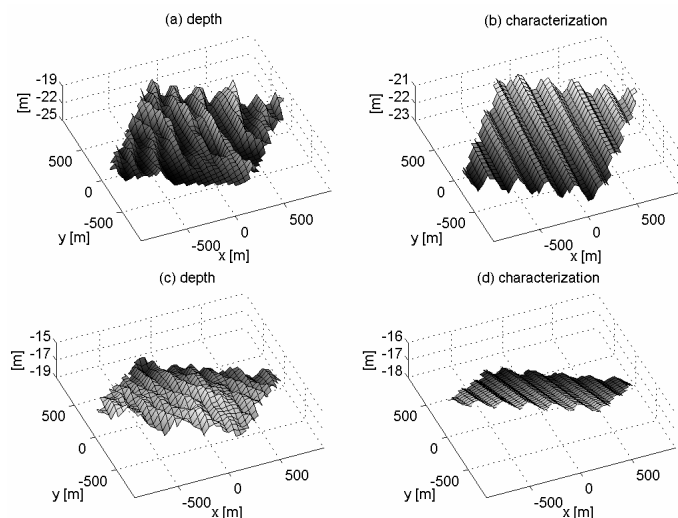 (a) depth
-19
-22
-25
[m]
500
0
-500
y [m]
-500
0
500
x [m]
(b) characterization
-21
-22
-23
[m]
500
0
-500
y [m]
-500
0
500
x [m]
(c) depth
-15
-17
-19
[m]
500
0
-500
y [m]
-500
0
500
x [m]
(d) characterization
-16
-17
-18
[m]
500
0
-500
y [m]
-500
0
500
x [m]